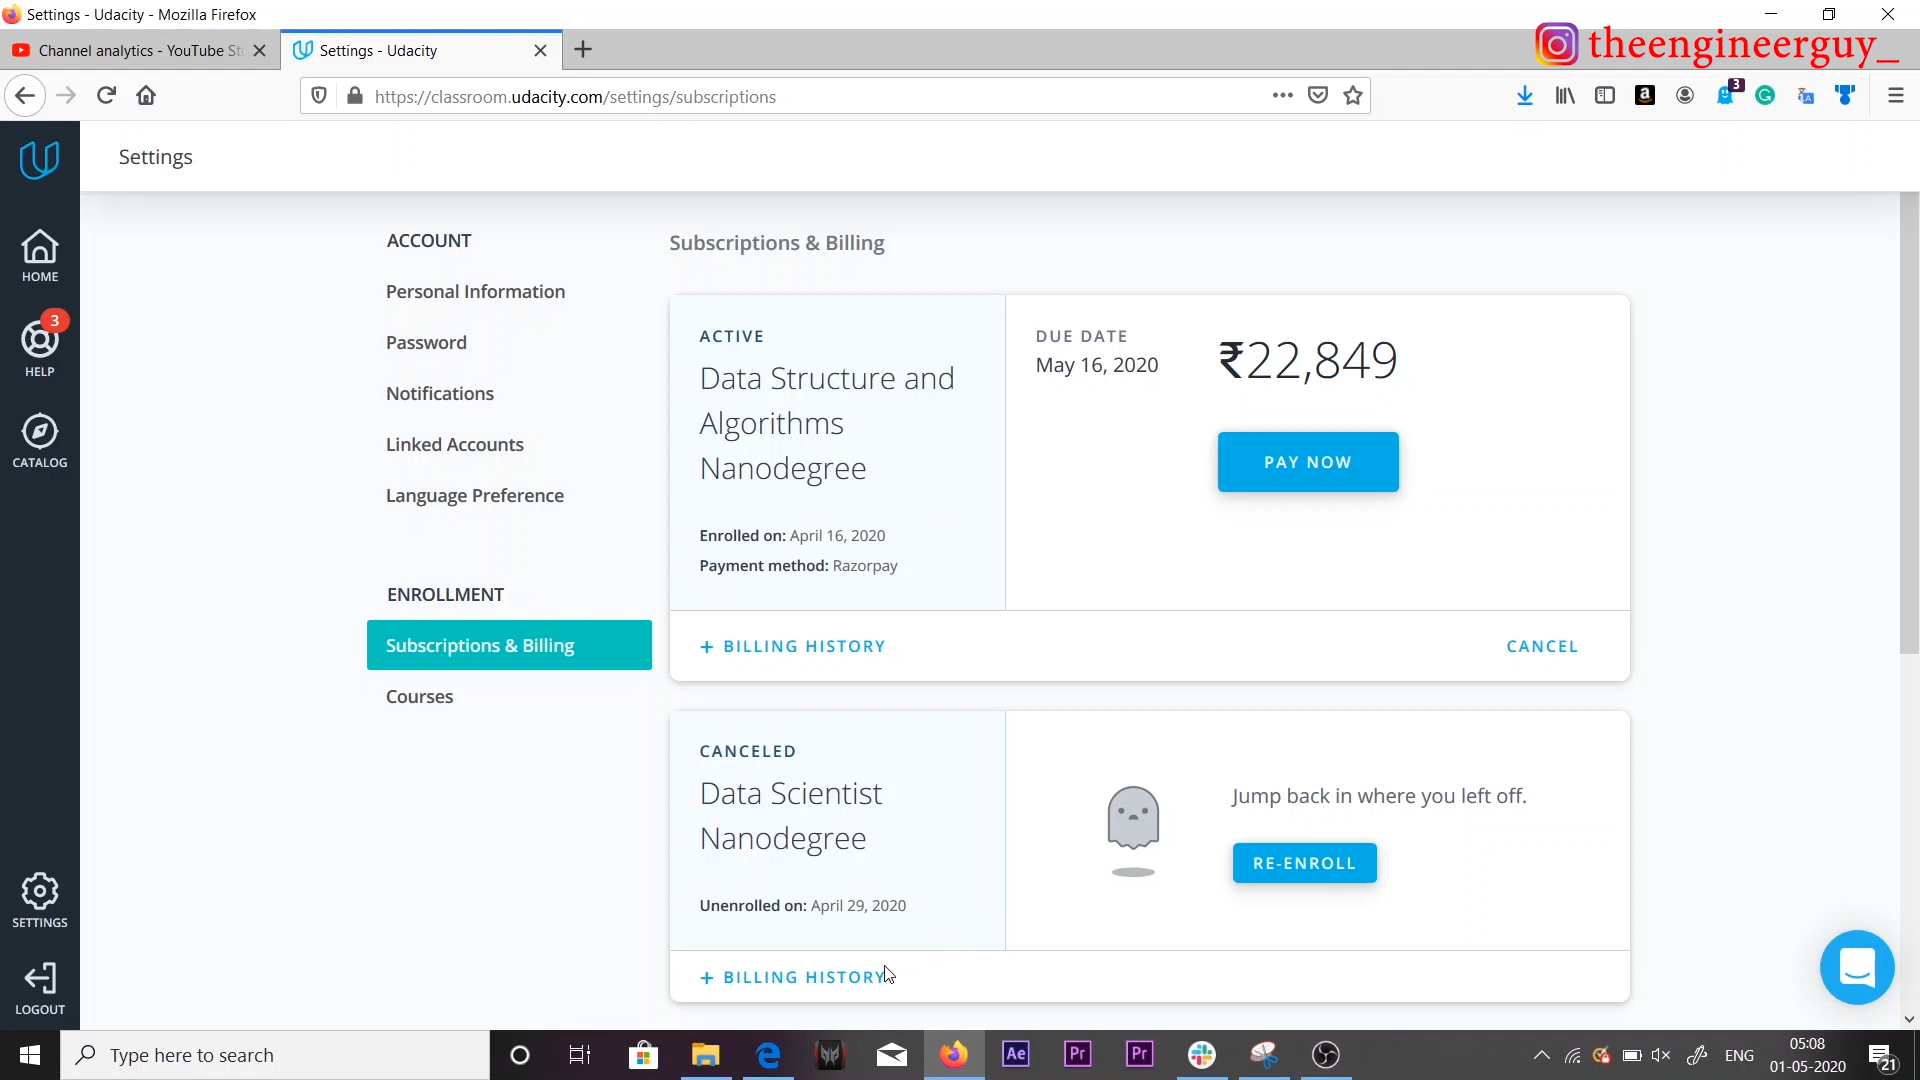 Settings - Udacity - Mozilla Firefox
Channel analytics - YouTube St
Settings - Udacity
theengineerguy_
https://classroom.udacity.com/settings/subscriptions
3
Settings
HOME
3
HELP
CATALOG
SETTINGS
LOGOUT
ACCOUNT
Personal Information
Password
Notifications
Linked Accounts
Language Preference
ENROLLMENT
Subscriptions & Billing
Courses
Subscriptions & Billing
ACTIVE
Data Structure and
Algorithms
Nanodegree
Enrolled on: April 16, 2020
Payment method: Razorpay
DUE DATE
May 16, 2020
₹22,849
PAY NOW
+ BILLING HISTORY
CANCEL
CANCELED
Data Scientist
Nanodegree
Unenrolled on: April 29, 2020
Jump back in where you left off.
RE-ENROLL
+ BILLING HISTORY
Type here to search
Ae
Pr
Pr
ENG
05:08
01-05-2020
21